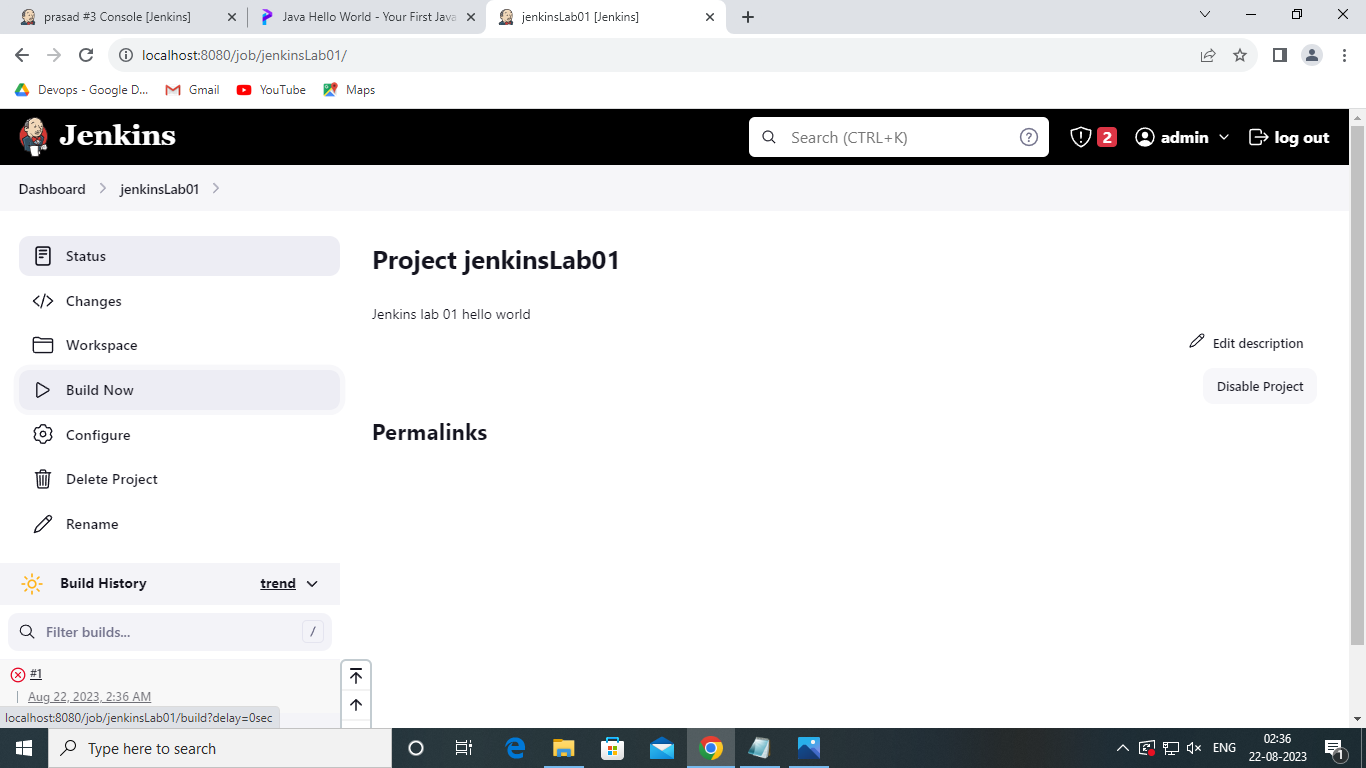 prasad #3 Console [Jenkins]
Java Hello World - Your First Java
jenkinsLab01 [Jenkins]
localhost:8080/job/jenkinsLab01/
Devops - Google D...
Gmail
YouTube
Maps
Jenkins
Search (CTRL+K)
2
admin
log out
Dashboard
jenkinsLab01
Status
Changes
Workspace
Build Now
Configure
Delete Project
Rename
Project jenkinsLab01
Jenkins lab 01 hello world
Edit description
Disable Project
Permalinks
Build History
trend
Filter builds...
/
#1
Aug 22, 2023, 2:36 AM
localhost:8080/job/jenkinsLab01/build?delay=0sec
Type here to search
ENG
02:36
22-08-2023
1